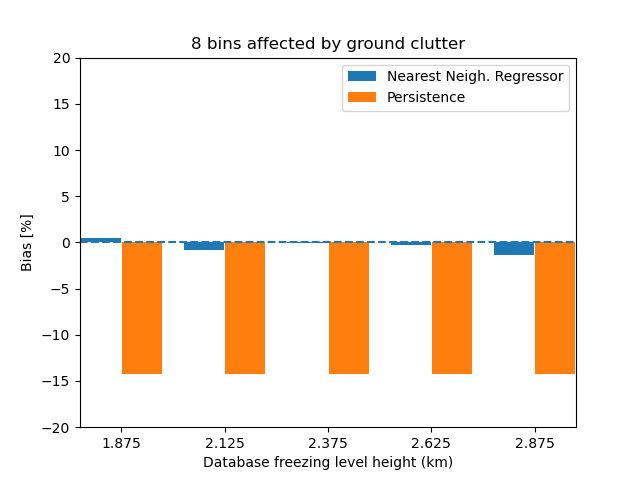 8 bins affected by ground clutter
Nearest Neigh. Regressor
Persistence
Bias [%]
20
15
10
5
0
−5
−10
−15
−20
1.875 2.125 2.375 2.625 2.875
Database freezing level height (km)